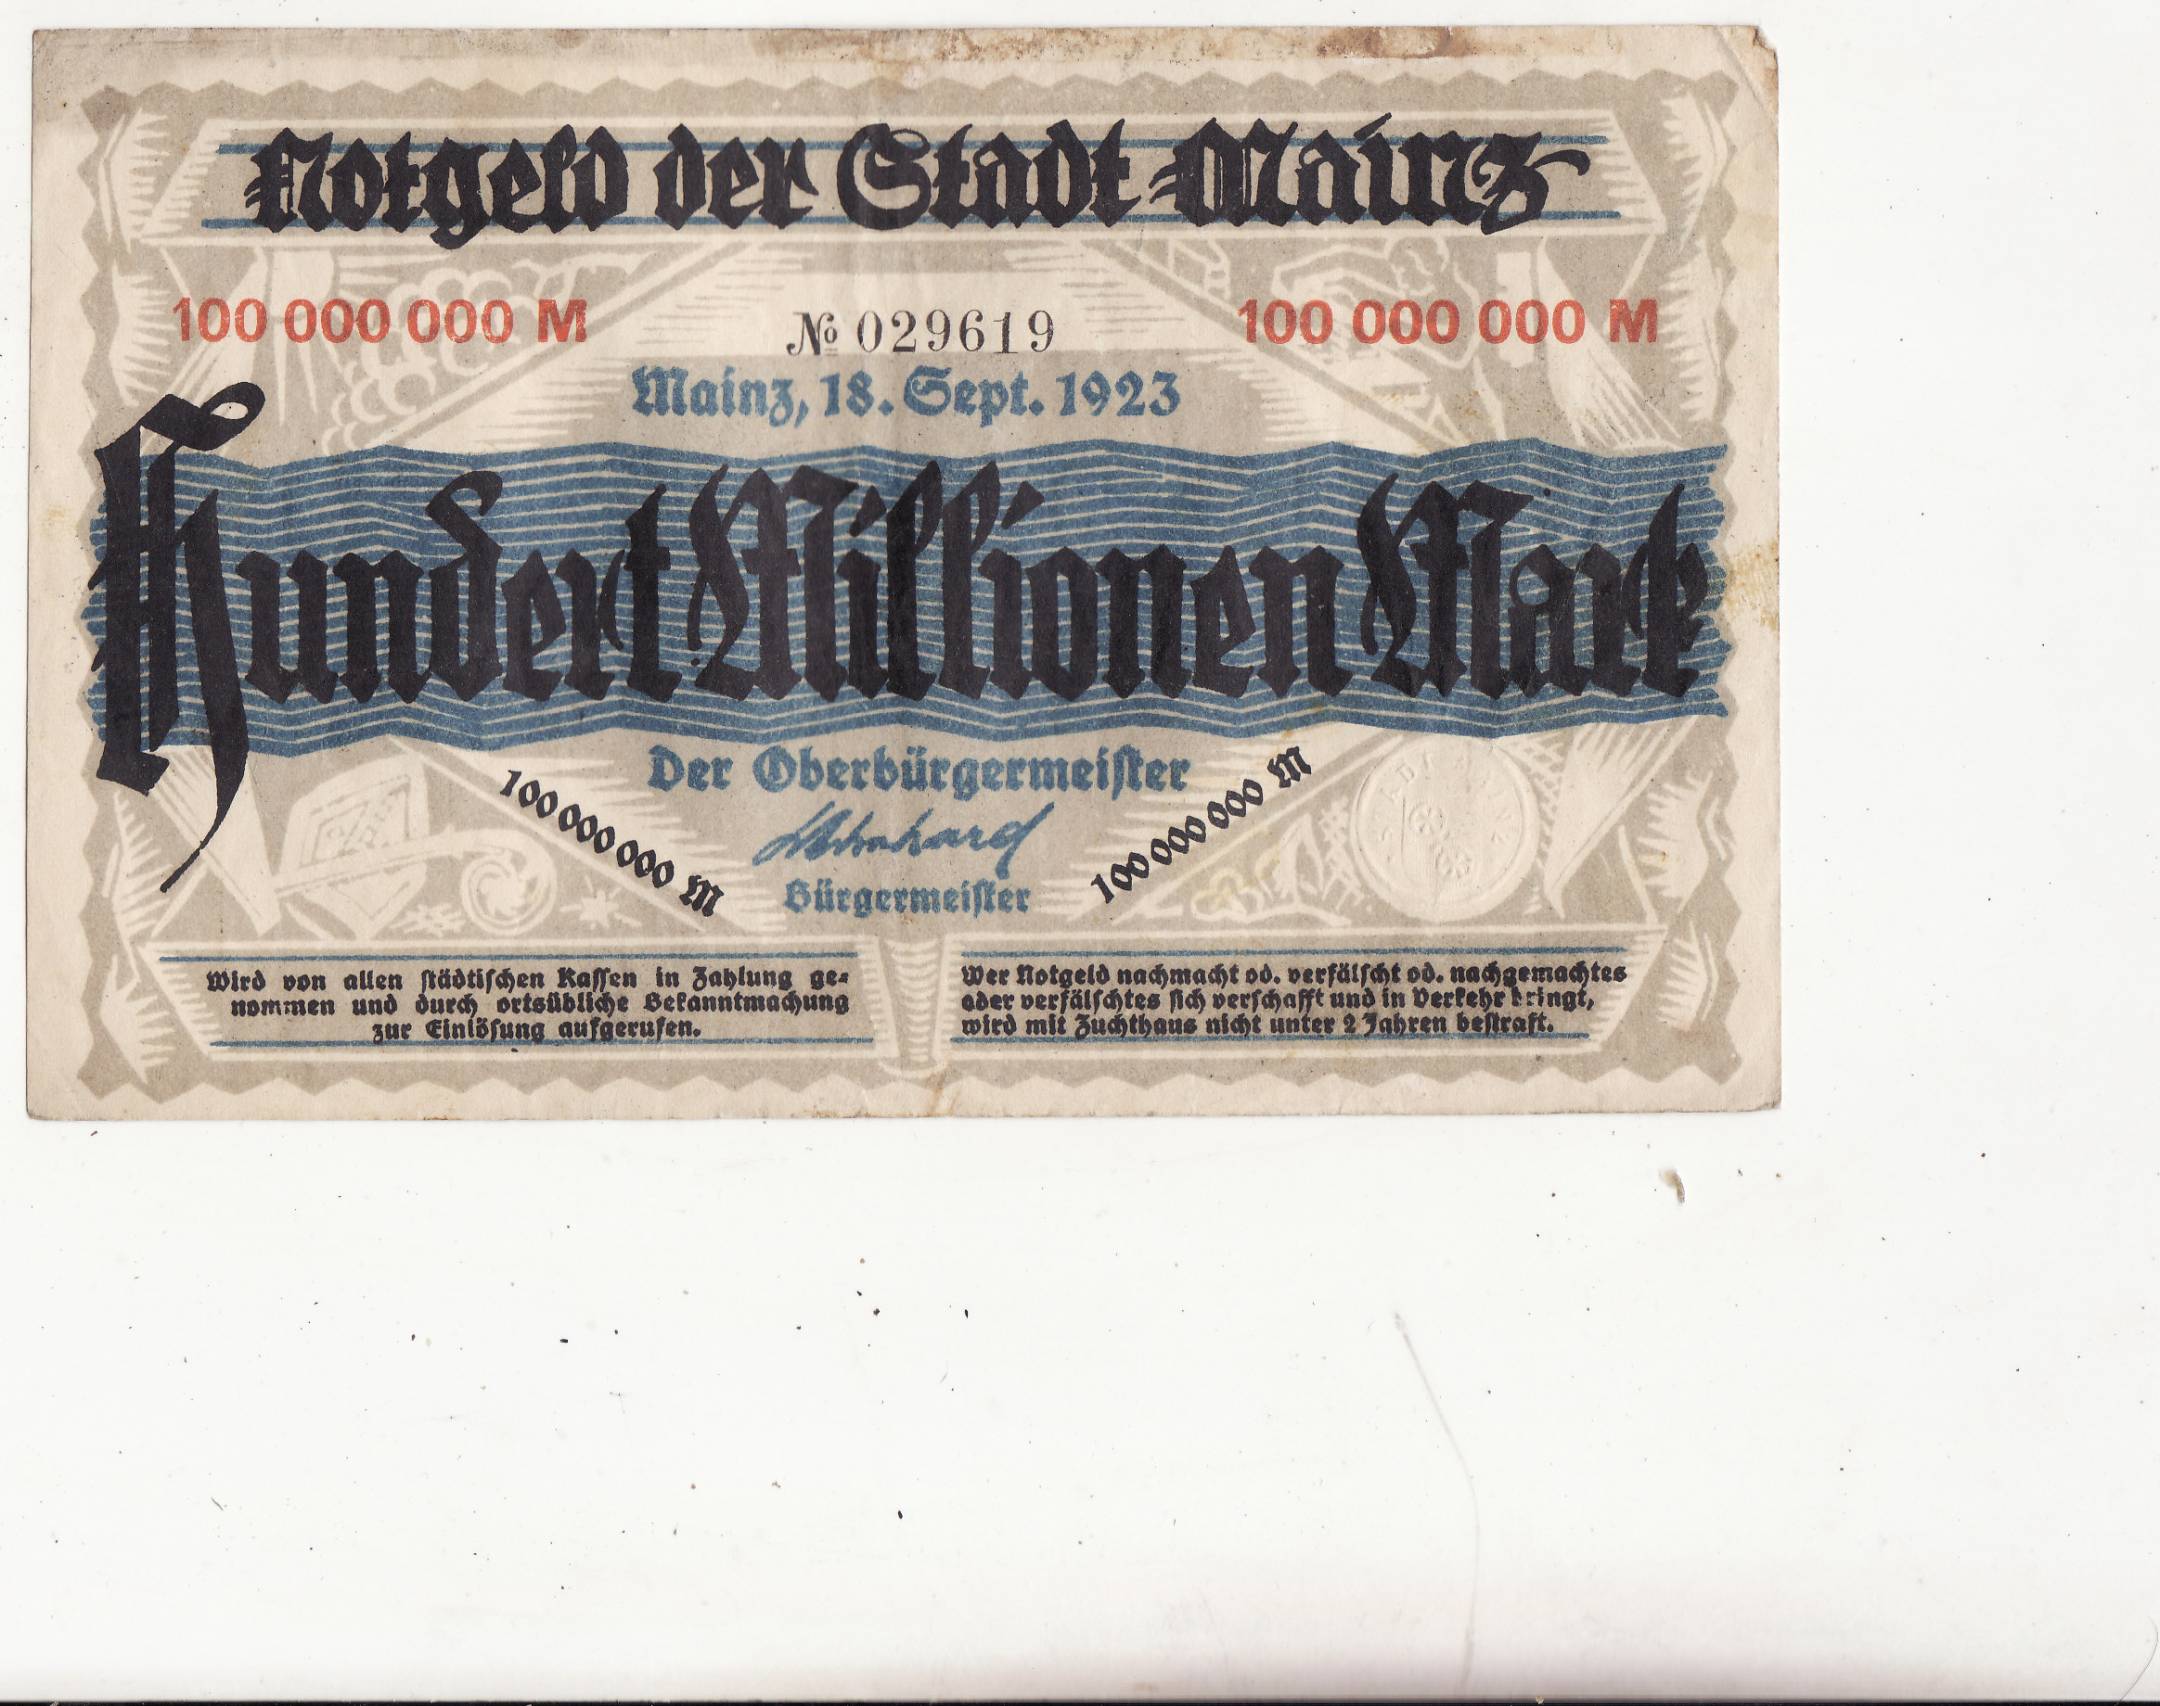 Notgeld der Stadt Mainz
100 000 000 M
№ 029619
100 000 000 M
Mainz, 18. Sept. 1923
Hundert Millionen Mark
Der Oberbürgermeiſter
100 000 000 M
100 000 000 M
Bürgermeiſter
Wird von allen ſtädtiſchen Kaſſen in Zahlung ge-
nommen und durch ortsübliche Bekanntmachung
zur Einlöſung aufgerufen.
Wer Notgeld nachmacht od. verfälſcht od. nachgemachtes
oder verfälſchtes ſich verſchafft und in Verkehr bringt,
wird mit Zuchthaus nicht unter 2 Jahren beſtraft.